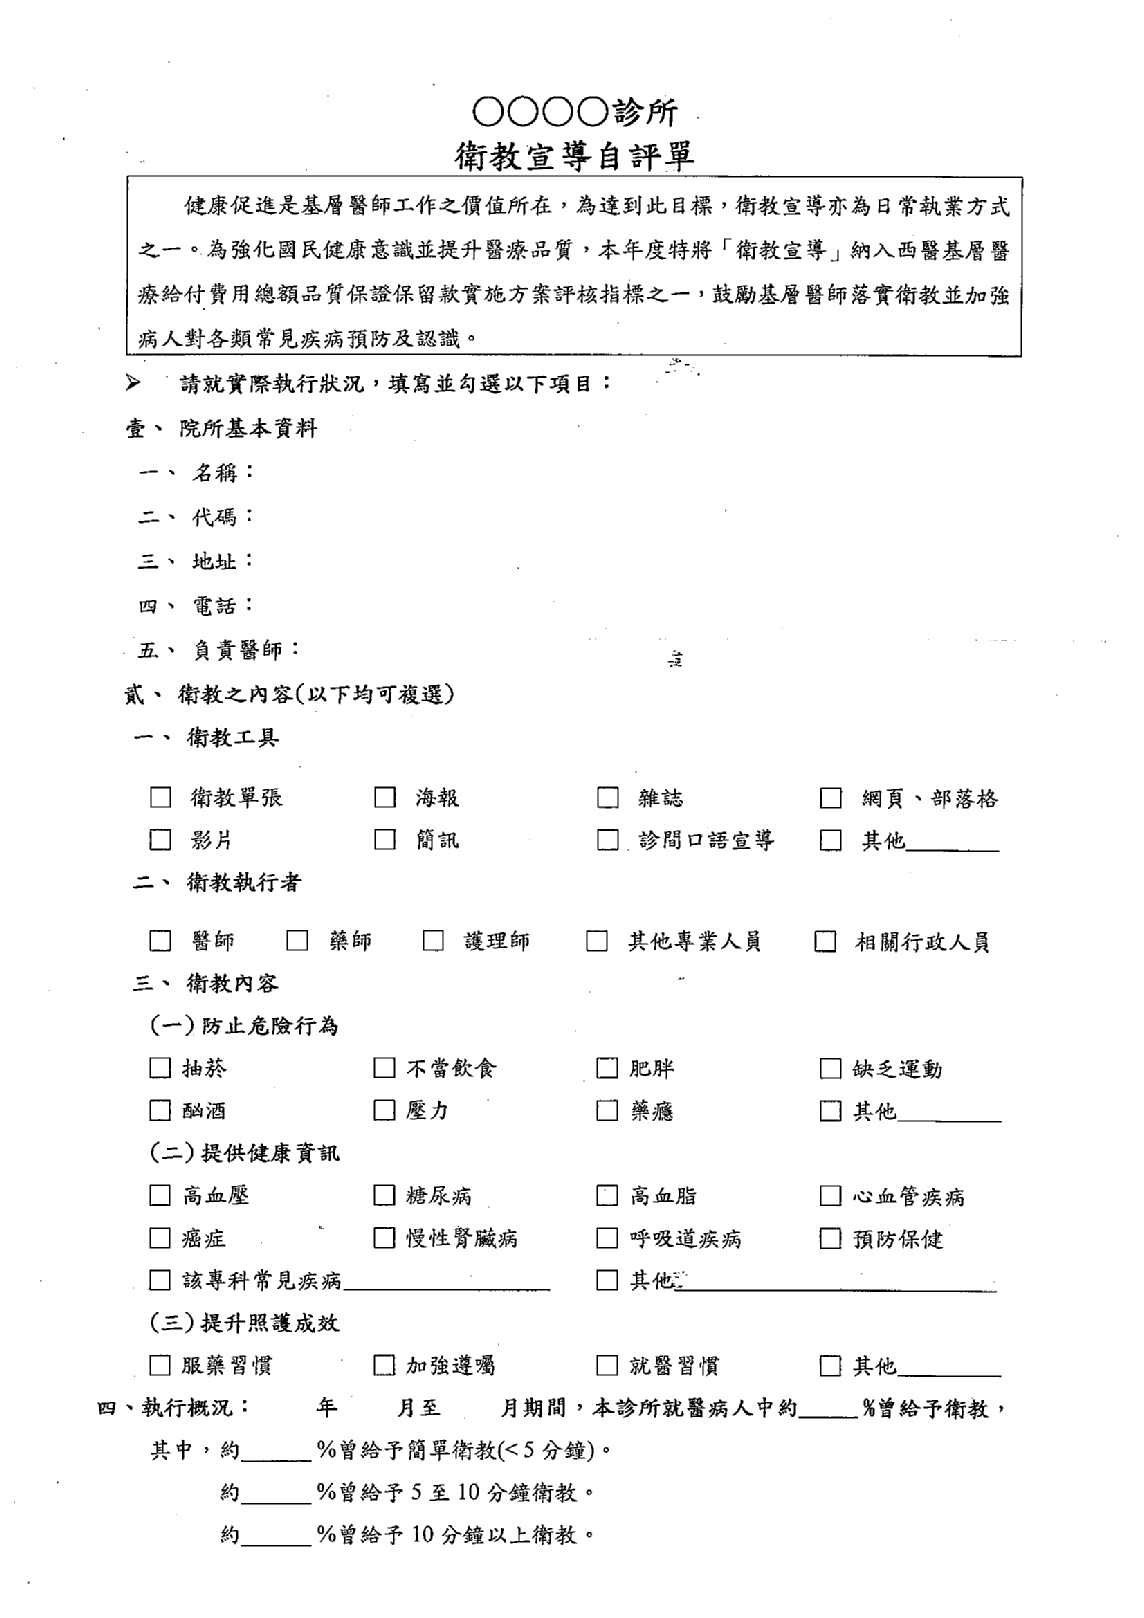 ○○○○診所
衛教宣導自評單
健康促進是基層醫師工作之價值所在，為達到此目標，衛教宣導亦為日常執業方式
之一。為強化國民健康意識並提升醫療品質，本年度特將「衛教宣導」納入西醫基層醫
療給付費用總額品質保證保留款實施方案評核指標之一，鼓勵基層醫師落實衛教並加強
病人對各類常見疾病預防及認識。
➢ 請就實際執行狀況，填寫並勾選以下項目：
壹、 院所基本資料
一、 名稱：
二、 代碼：
三、 地址：
四、 電話：
五、 負責醫師：
貳、 衛教之內容(以下均可複選)
一、 衛教工具
□ 衛教單張 □ 海報 □ 雜誌 □ 網頁、部落格
□ 影片 □ 簡訊 □ 診間口語宣導 □ 其他________
二、 衛教執行者
□ 醫師 □ 藥師 □ 護理師 □ 其他專業人員 □ 相關行政人員
三、 衛教內容
(一)防止危險行為
□ 抽菸 □ 不當飲食 □ 肥胖 □ 缺乏運動
□ 酗酒 □ 壓力 □ 藥癮 □ 其他_________
(二)提供健康資訊
□ 高血壓 □ 糖尿病 □ 高血脂 □ 心血管疾病
□ 癌症 □ 慢性腎臟病 □ 呼吸道疾病 □ 預防保健
□ 該專科常見疾病__________________ □ 其他____________________________
(三)提升照護成效
□ 服藥習慣 □ 加強遵囑 □ 就醫習慣 □ 其他_________
四、執行概況： 年 月至 月期間，本診所就醫病人中約_____%曾給予衛教，
其中，約______%曾給予簡單衛教(<5 分鐘)。
約______%曾給予 5 至 10 分鐘衛教。
約______%曾給予 10 分鐘以上衛教。